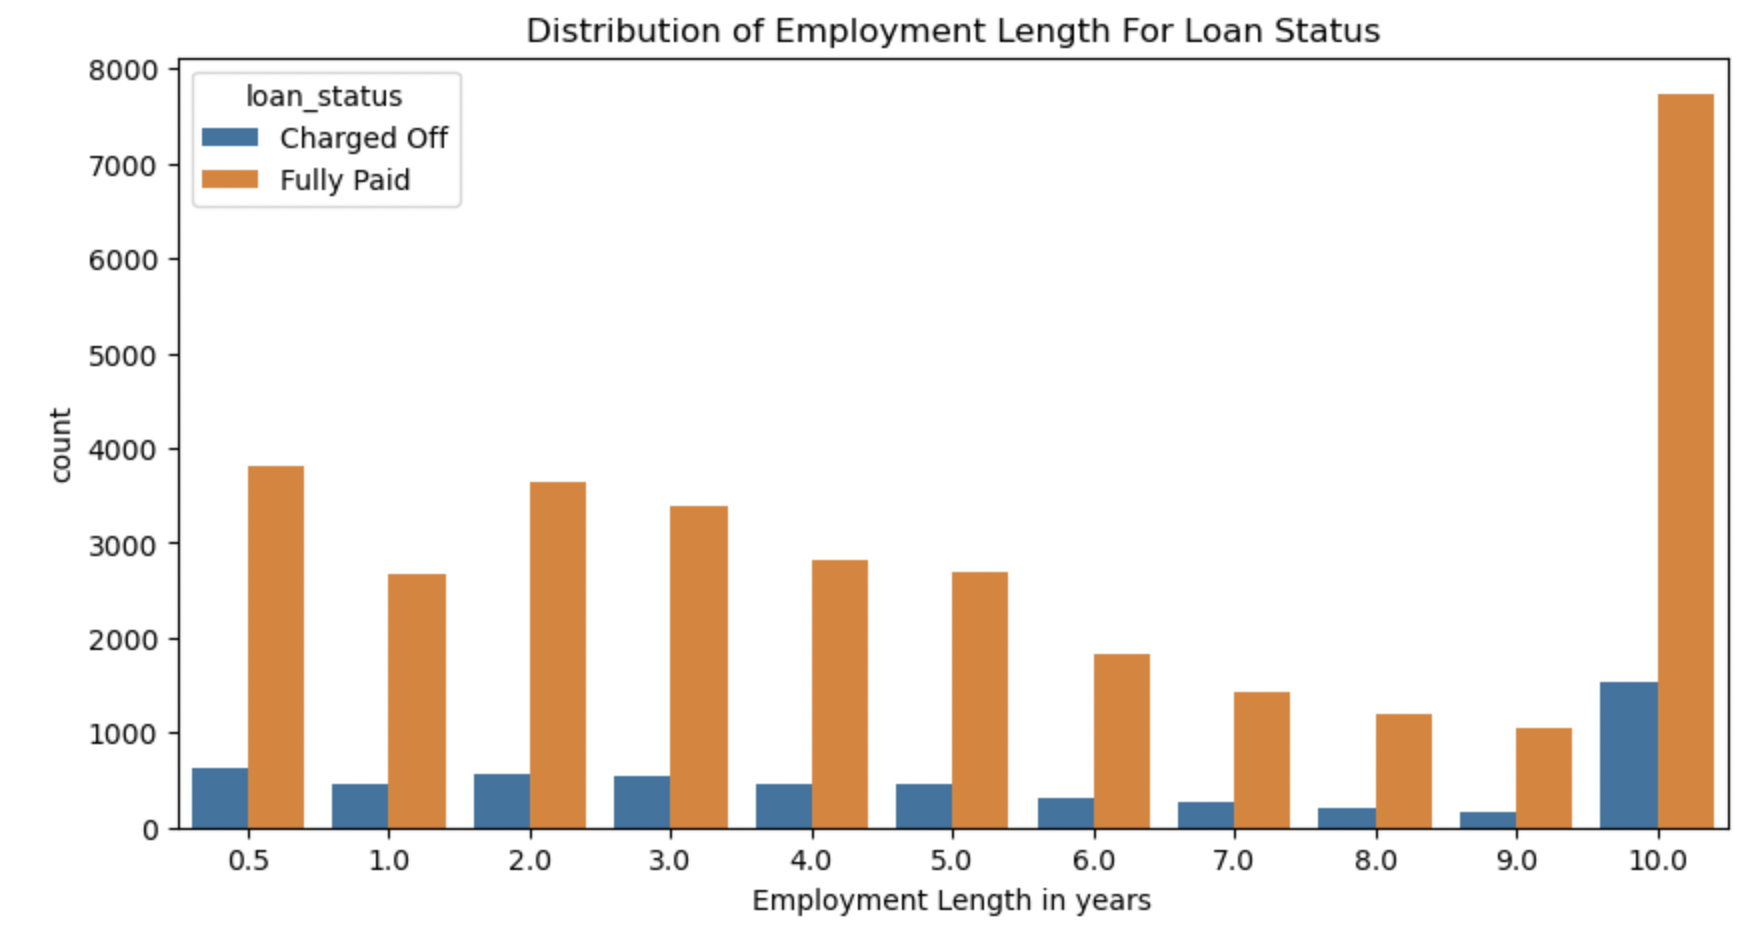 Distribution of Employment Length For Loan Status
8000
7000
6000
5000
4000
3000
2000
1000
0
count
loan_status
Charged Off
Fully Paid
0.5 1.0 2.0 3.0 4.0 5.0 6.0 7.0 8.0 9.0 10.0
Employment Length in years